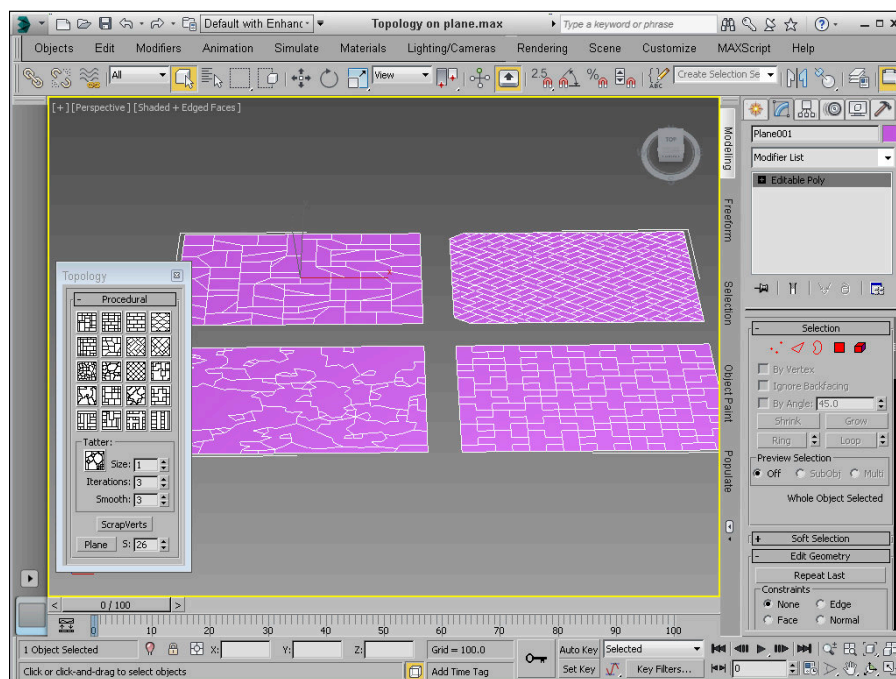 Default with Enhanc
Topology on plane.max
Type a keyword or phrase
Objects Edit Modifiers Animation Simulate Materials Lighting/Cameras Rendering Scene Customize MAXScript Help
All
View
2.5
%
ABC
Create Selection Se
[+] [Perspective] [Shaded + Edged Faces]
TOP
Modeling
Freeform
Selection
Object Paint
Populate
Plane001
Modifier List
Editable Poly
Topology
- Procedural
Tatter:
Size: 1
Iterations: 3
Smooth: 3
ScrapVerts
Plane S: 26
- Selection
By Vertex
Ignore Backfacing
By Angle: 45.0
Shrink Grow
Ring Loop
Preview Selection
Off SubObj Multi
Whole Object Selected
+ Soft Selection
- Edit Geometry
Repeat Last
Constraints
None Edge
Face Normal
< 0 / 100 >
0 10 20 30 40 50 60 70 80 90 100
1 Object Selected X: Y: Z: Grid = 100.0 Auto Key Selected
Click or click-and-drag to select objects Add Time Tag Set Key Key Filters... 0